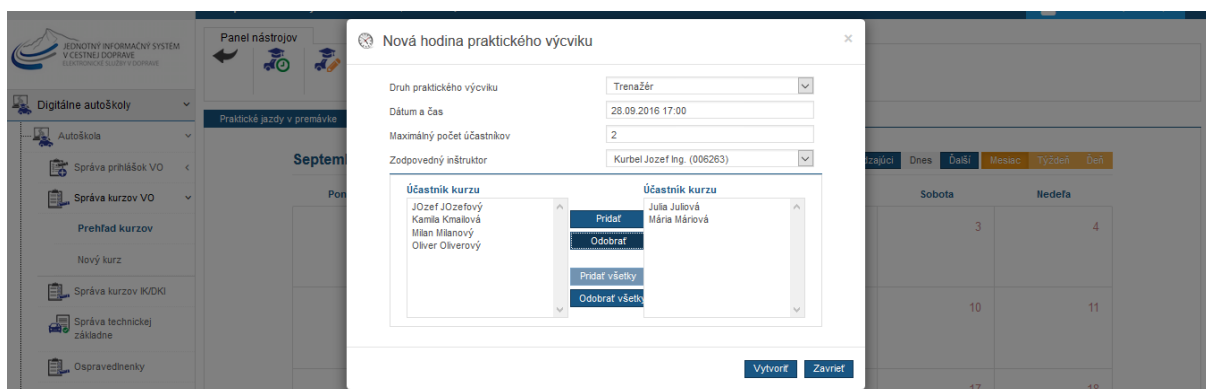 JEDNOTNÝ INFORMAČNÝ SYSTÉM
V CESTNEJ DOPRAVE
ELEKTRONICKÉ SLUŽBY V DOPRAVE
Digitálne autoškoly
Autoškola
Správa prihlášok VO
Správa kurzov VO
Prehľad kurzov
Nový kurz
Správa kurzov IK/DKI
Správa technickej
základne
Ospravedlnenky
Panel nástrojov
Praktické jazdy v premávke
Septem
Pon
Nová hodina praktického výcviku
×
Druh praktického výcviku Trenažér
Dátum a čas 28.09.2016 17:00
Maximálný počet účastníkov 2
Zodpovedný inštruktor Kurbel Jozef Ing. (006263)
Účastník kurzu
JOzef JOzefový
Kamila Kmailová
Milan Milanový
Oliver Oliverový
Pridať
Odobrať
Pridať všetky
Odobrať všetky
Účastník kurzu
Julia Juliová
Mária Máriová
Vytvoriť Zavrieť
dzajúci Dnes Ďalší Mesiac Týždeň Deň
Sobota Nedeľa
3 4
10 11
17 18